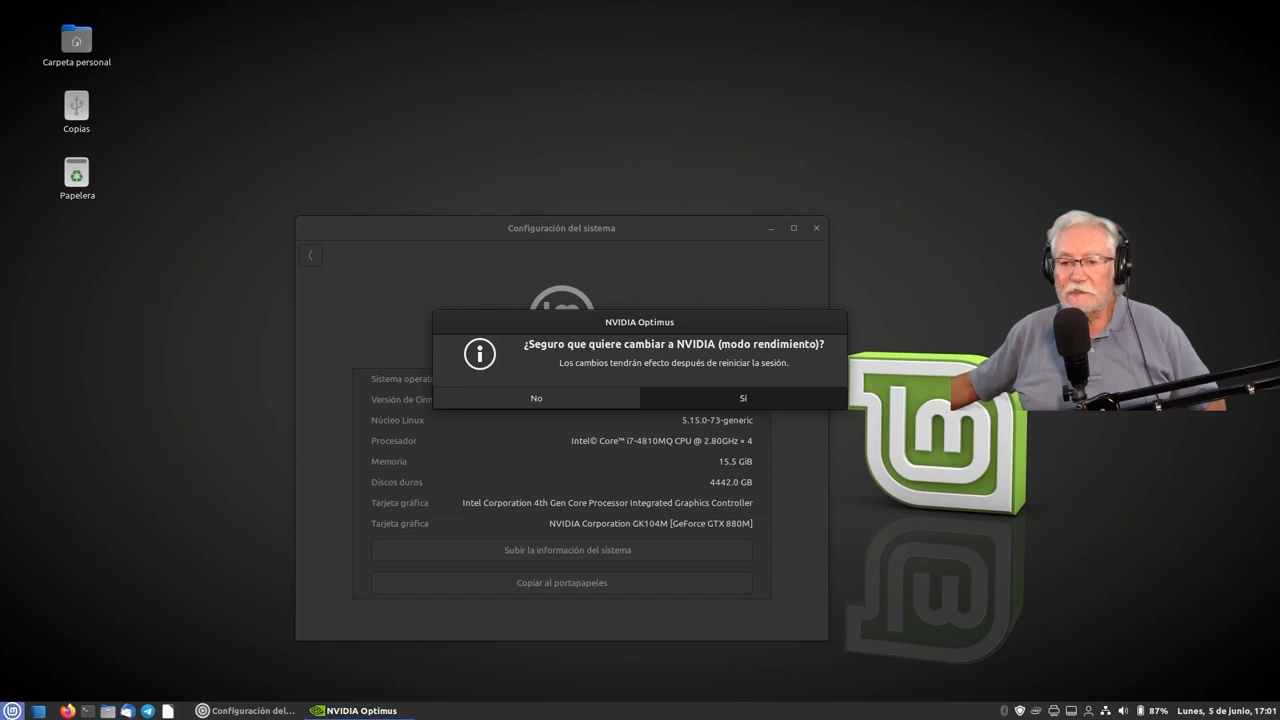 Carpeta personal
Copias
Papelera
Configuración del sistema
NVIDIA Optimus
¿Seguro que quiere cambiar a NVIDIA (modo rendimiento)?
Los cambios tendrán efecto después de reiniciar la sesión.
No
Sí
Sistema operati
Versión de Cinn
Núcleo Linux
5.15.0-73-generic
Procesador
Intel© Core™ i7-4810MQ CPU @ 2.80GHz × 4
Memoria
15.5 GiB
Discos duros
4442.0 GB
Tarjeta gráfica
Intel Corporation 4th Gen Core Processor Integrated Graphics Controller
Tarjeta gráfica
NVIDIA Corporation GK104M [GeForce GTX 880M]
Subir la información del sistema
Copiar al portapapeles
Configuración del...
NVIDIA Optimus
87%
Lunes, 5 de junio, 17:01